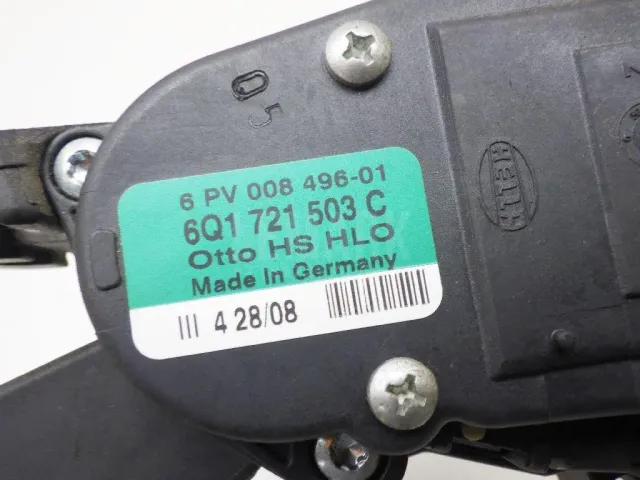 05
6 PV 008 496-01
6Q1 721 503 C
Otto HS HLO
Made In Germany
III 4 28/08
HELLA